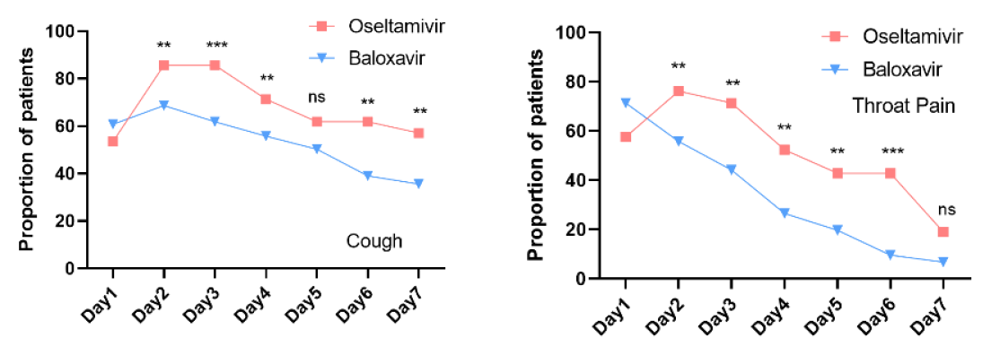 Oseltamivir
Baloxavir
Proportion of patients
100
80
60
40
20
0
** *** ** ns ** **
Cough
Day1 Day2 Day3 Day4 Day5 Day6 Day7
Oseltamivir
Baloxavir
Throat Pain
Proportion of patients
100
80
60
40
20
0
** ** ** ** *** ns
Day1 Day2 Day3 Day4 Day5 Day6 Day7